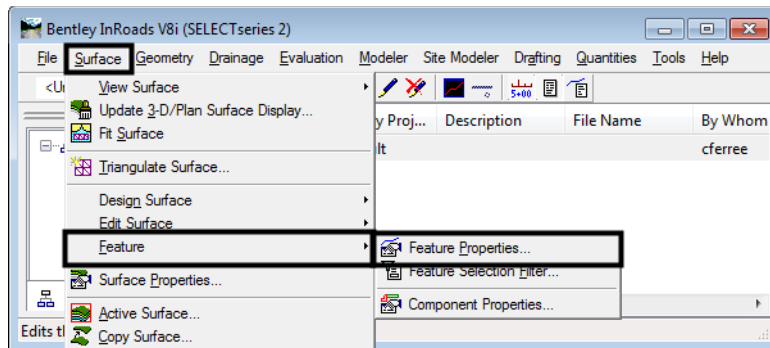 Bentley InRoads V8i (SELECTseries 2)
File Surface Geometry Drainage Evaluation Modeler Site Modeler Drafting Quantities Tools Help
View Surface
Update 3-D/Plan Surface Display...
Fit Surface
Description File Name By Whom
cferree
Triangulate Surface...
Design Surface
Edit Surface
Feature
Feature Properties...
Feature Selection Filter...
Surface Properties...
Component Properties...
Active Surface...
Copy Surface...
Edits